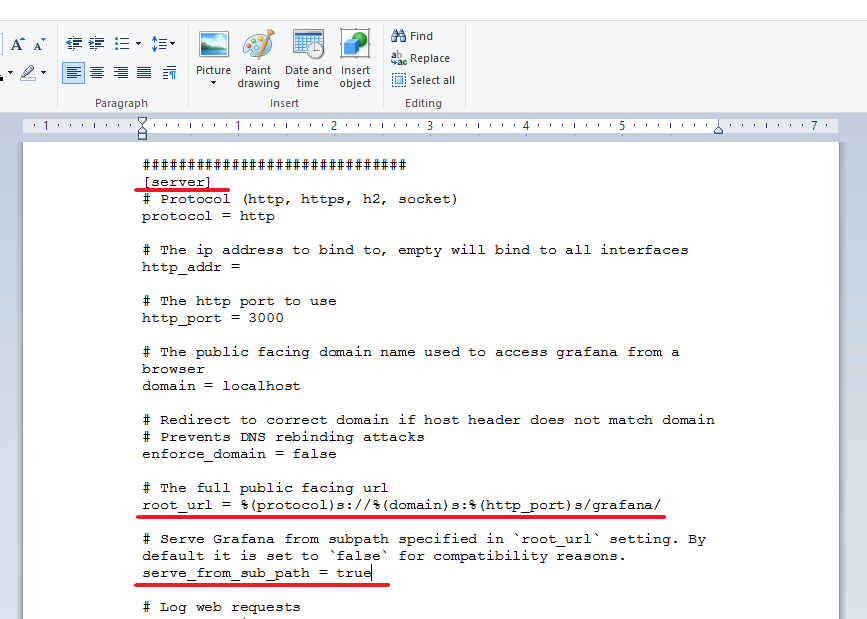 A A
Find
Replace
Select all
Picture
Paint drawing
Date and time
Insert object
Paragraph
Insert
Editing
1 1 2 3 4 5 7
##############################
[server]
# Protocol (http, https, h2, socket)
protocol = http
# The ip address to bind to, empty will bind to all interfaces
http_addr =
# The http port to use
http_port = 3000
# The public facing domain name used to access grafana from a
browser
domain = localhost
# Redirect to correct domain if host header does not match domain
# Prevents DNS rebinding attacks
enforce_domain = false
# The full public facing url
root_url = %(protocol)s://%(domain)s:%(http_port)s/grafana/
# Serve Grafana from subpath specified in `root_url` setting. By
default it is set to `false` for compatibility reasons.
serve_from_sub_path = true
# Log web requests